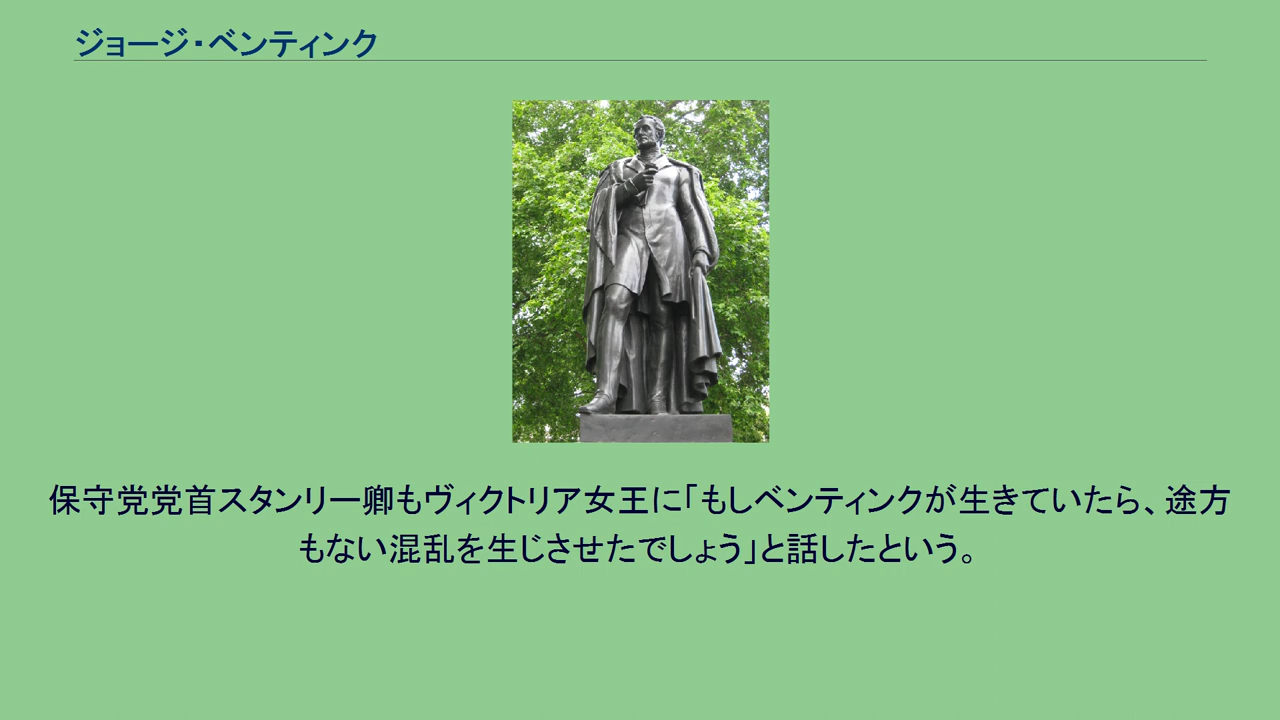 ジョージ・ベンティンク
保守党党首スタンリー卿もヴィクトリア女王に「もしベンティンクが生きていたら、途方
もない混乱を生じさせたでしょう」と話したという。